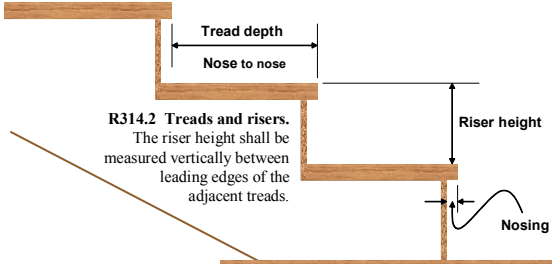 Tread depth
Nose to nose
R314.2 Treads and risers.
The riser height shall be
measured vertically between
leading edges of the
adjacent treads.
Riser height
Nosing